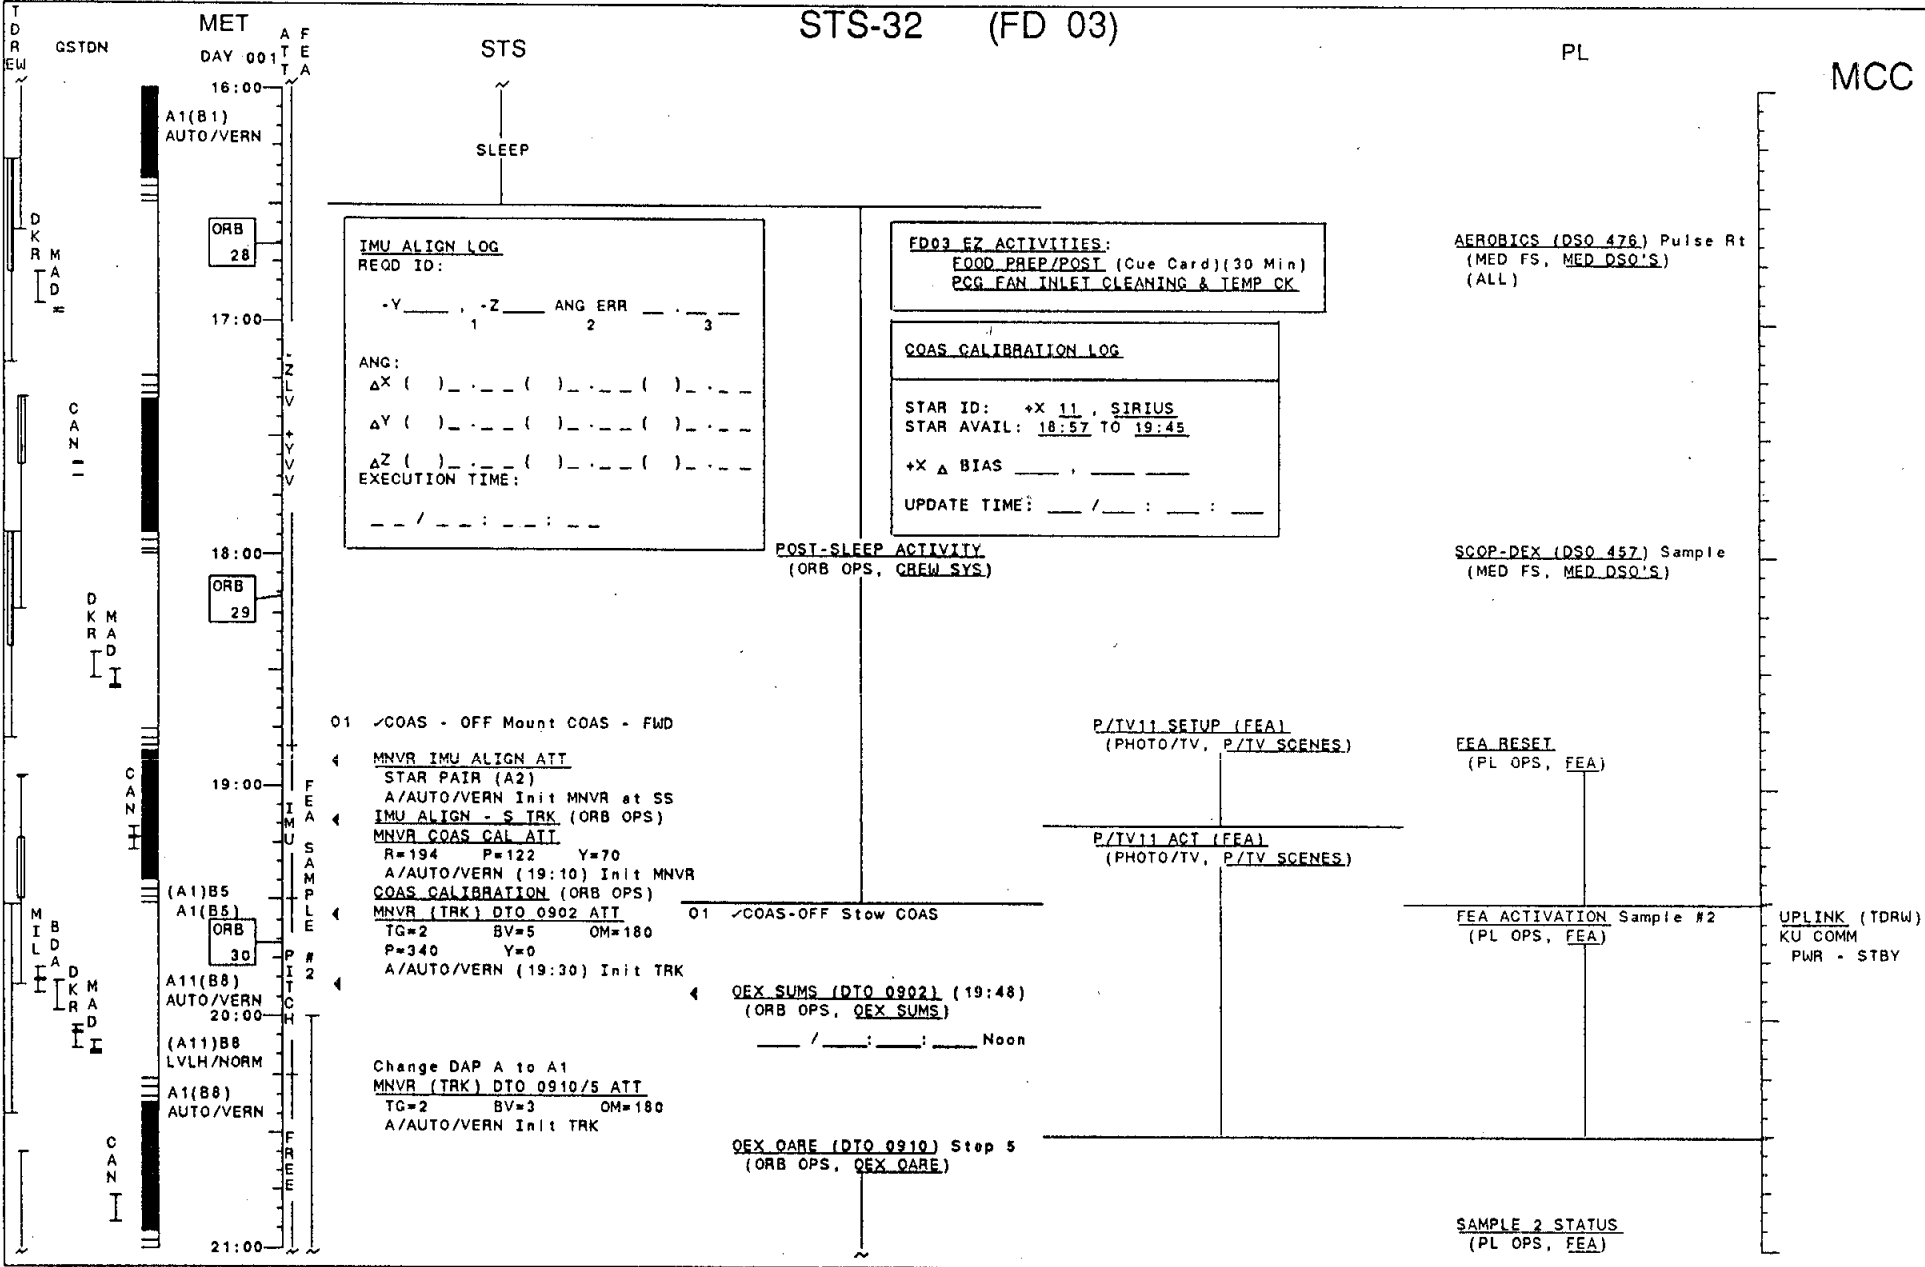 STS-32 (FD 03)
TDREW
GSTDN
MET
DAY 001
ATT
FEA
STS
PL
MCC
16:00
A1(B1)
AUTO/VERN
SLEEP
ORB
28
DKR
MAD
IMU ALIGN LOG
REQD ID:
-Y____ , -Z____ ANG ERR __ . __ __
1 2 3
ANG:
ΔX ( )_ . _ _ ( )_ . _ _ ( )_ . _ _
ΔY ( )_ . _ _ ( )_ . _ _ ( )_ . _ _
ΔZ ( )_ . _ _ ( )_ . _ _ ( )_ . _ _
EXECUTION TIME:
_ _ / _ _ : _ _ : _ _
FD03 EZ ACTIVITIES:
FOOD PREP/POST (Cue Card)(30 Min)
PCG FAN INLET CLEANING & TEMP CK
AEROBICS (DSO 476) Pulse Rt
(MED FS, MED DSO'S)
(ALL)
17:00
COAS CALIBRATION LOG
STAR ID: +X 11 , SIRIUS
STAR AVAIL: 18:57 TO 19:45
+X Δ BIAS ____ , ____ ____
UPDATE TIME: ___ /___ : ___ : ___
-ZLV +YVV
CAN
18:00
POST-SLEEP ACTIVITY
(ORB OPS, CREW SYS)
SCOP-DEX (DSO 457) Sample
(MED FS, MED DSO'S)
ORB
29
DKR
MAD
01 ✓COAS - OFF Mount COAS - FWD
MNVR IMU ALIGN ATT
STAR PAIR (A2)
A/AUTO/VERN Init MNVR at SS
IMU ALIGN - S TRK (ORB OPS)
MNVR COAS CAL ATT
R=194 P=122 Y=70
A/AUTO/VERN (19:10) Init MNVR
COAS CALIBRATION (ORB OPS)
MNVR (TRK) DTO 0902 ATT
TG=2 BV=5 OM=180
P=340 Y=0
A/AUTO/VERN (19:30) Init TRK
P/TV11 SETUP (FEA)
(PHOTO/TV, P/TV SCENES)
FEA RESET
(PL OPS, FEA)
CAN
19:00
IMU
FEA SAMPLE #2
P/TV11 ACT (FEA)
(PHOTO/TV, P/TV SCENES)
(A1)B5
A1(B5)
ORB
30
MIL
BDA
DKR
MAD
PITCH
01 ✓COAS-OFF Stow COAS
FEA ACTIVATION Sample #2
(PL OPS, FEA)
UPLINK (TDRW)
KU COMM
PWR - STBY
A11(B8)
AUTO/VERN
20:00
OEX SUMS (DTO 0902) (19:48)
(ORB OPS, OEX SUMS)
____ /____:____:____ Noon
(A11)B8
LVLH/NORM
A1(B8)
AUTO/VERN
Change DAP A to A1
MNVR (TRK) DTO 0910/5 ATT
TG=2 BV=3 OM=180
A/AUTO/VERN Init TRK
CAN
FREE
OEX OARE (DTO 0910) Step 5
(ORB OPS, OEX OARE)
SAMPLE 2 STATUS
(PL OPS, FEA)
21:00